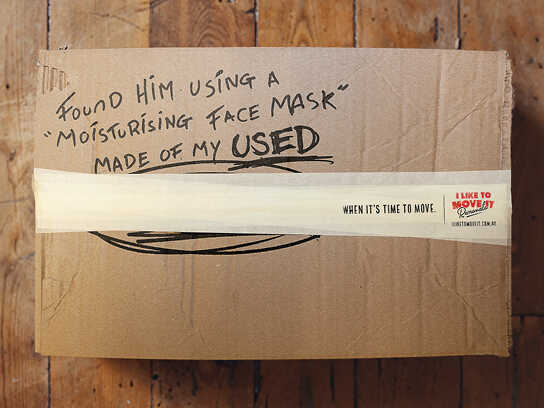 FOUND HIM USING A
"MOISTURISING FACE MASK"
MADE OF MY USED
WHEN IT'S TIME TO MOVE.
I LIKE TO
MOVE IT
Removals
ILIKETOMOVEIT.COM.AU